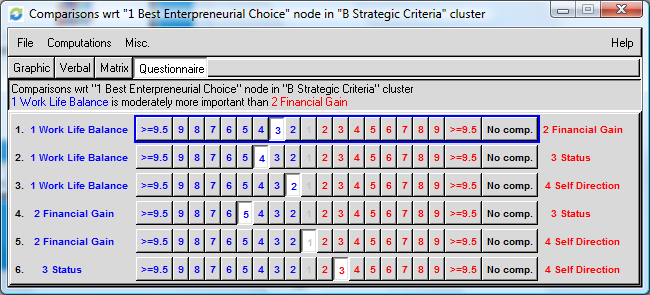 Comparisons wrt "1 Best Enterpreneurial Choice" node in "B Strategic Criteria" cluster
File Computations Misc. Help
Graphic Verbal Matrix Questionnaire
Comparisons wrt "1 Best Enterpreneurial Choice" node in "B Strategic Criteria" cluster
1 Work Life Balance is moderately more important than 2 Financial Gain
1. 1 Work Life Balance >=9.5 9 8 7 6 5 4 3 2 1 2 3 4 5 6 7 8 9 >=9.5 No comp. 2 Financial Gain
2. 1 Work Life Balance >=9.5 9 8 7 6 5 4 3 2 1 2 3 4 5 6 7 8 9 >=9.5 No comp. 3 Status
3. 1 Work Life Balance >=9.5 9 8 7 6 5 4 3 2 1 2 3 4 5 6 7 8 9 >=9.5 No comp. 4 Self Direction
4. 2 Financial Gain >=9.5 9 8 7 6 5 4 3 2 1 2 3 4 5 6 7 8 9 >=9.5 No comp. 3 Status
5. 2 Financial Gain >=9.5 9 8 7 6 5 4 3 2 1 2 3 4 5 6 7 8 9 >=9.5 No comp. 4 Self Direction
6. 3 Status >=9.5 9 8 7 6 5 4 3 2 1 2 3 4 5 6 7 8 9 >=9.5 No comp. 4 Self Direction